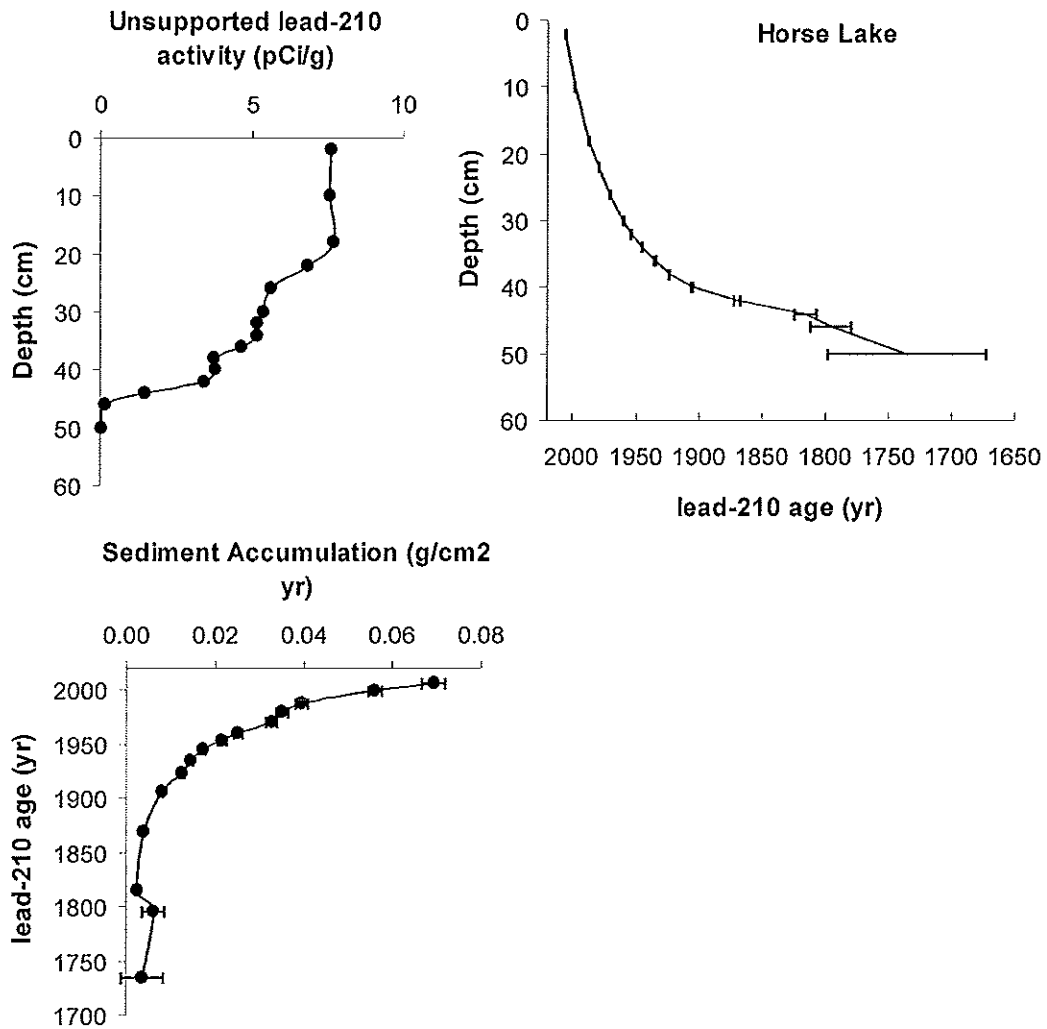 Unsupported lead-210
activity (pCi/g)
0 5 10
0
10
20
30
40
50
60
Depth (cm)
Horse Lake
0
10
20
30
40
50
60
Depth (cm)
2000 1950 1900 1850 1800 1750 1700 1650
lead-210 age (yr)
Sediment Accumulation (g/cm2
yr)
0.00 0.02 0.04 0.06 0.08
2000
1950
1900
1850
1800
1750
1700
lead-210 age (yr)